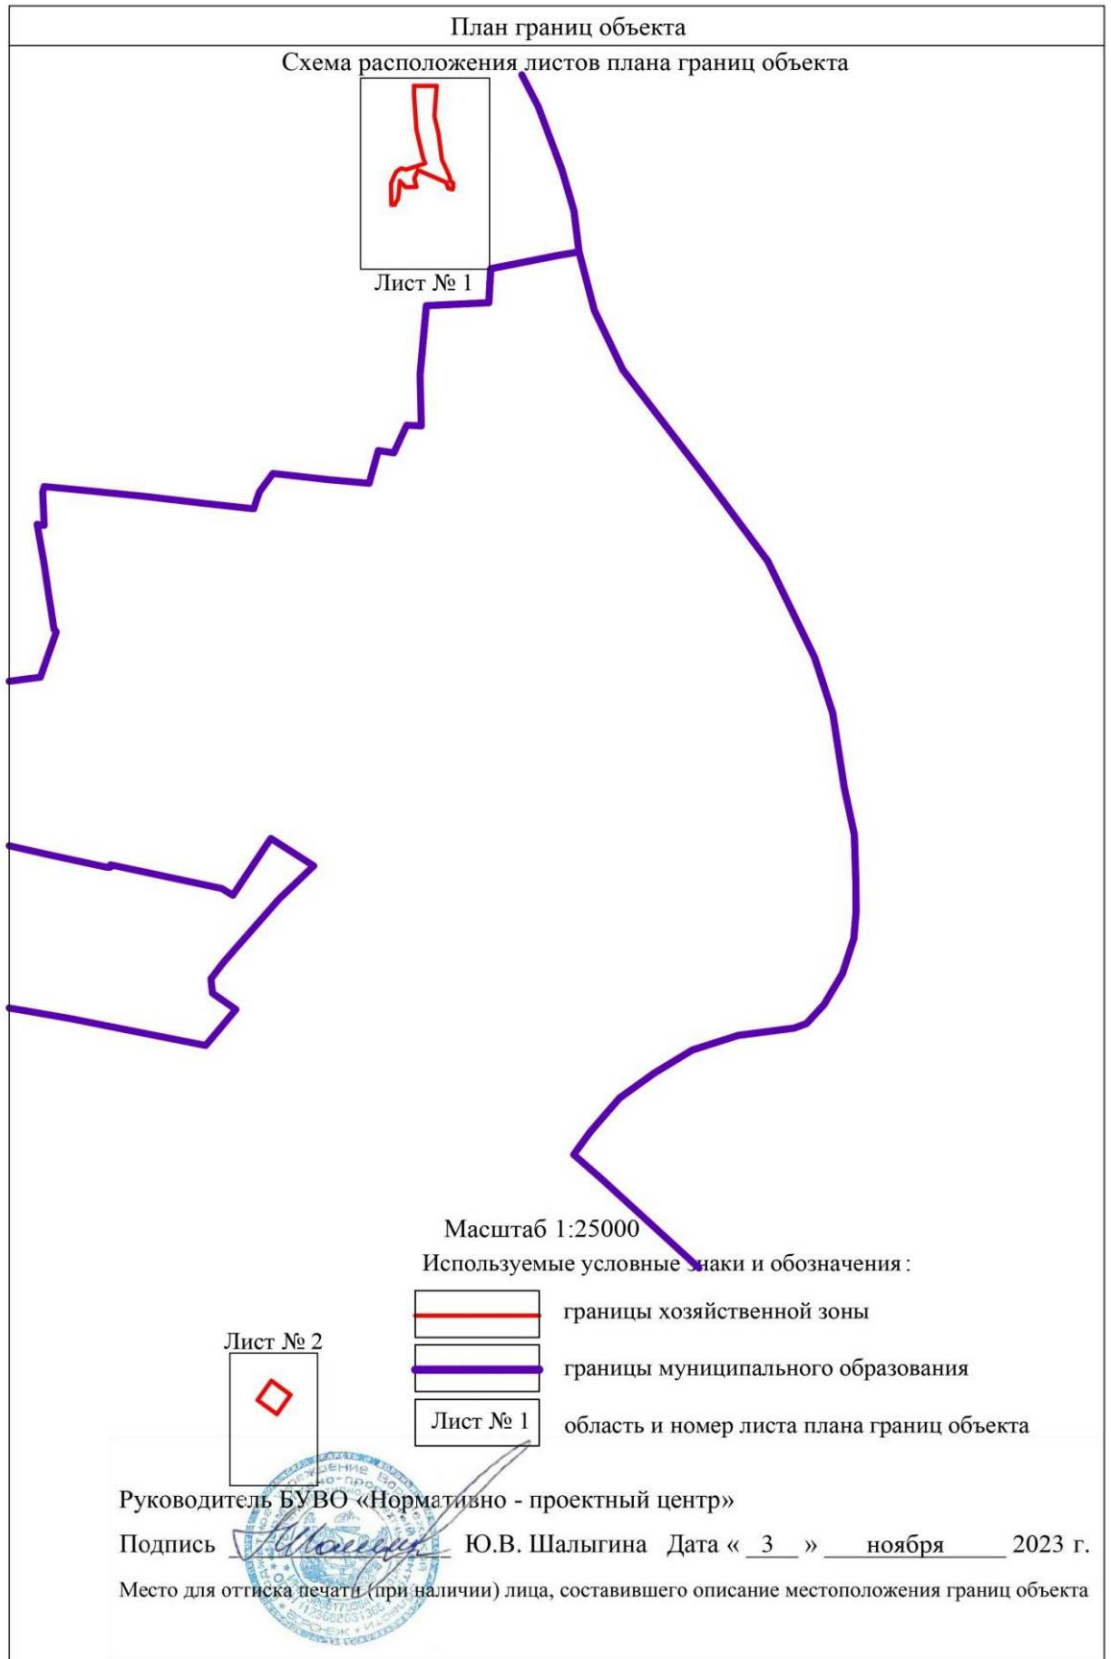 План границ объекта
Схема расположения листов плана границ объекта
Лист № 1
Масштаб 1:25000
Используемые условные знаки и обозначения:
границы хозяйственной зоны
Лист № 2
границы муниципального образования
Лист № 1
область и номер листа плана границ объекта
Руководитель БУВО «Нормативно - проектный центр»
Подпись Ю.В. Шалыгина Дата « 3 » ноября 2023 г.
Место для оттиска печати (при наличии) лица, составившего описание местоположения границ объекта